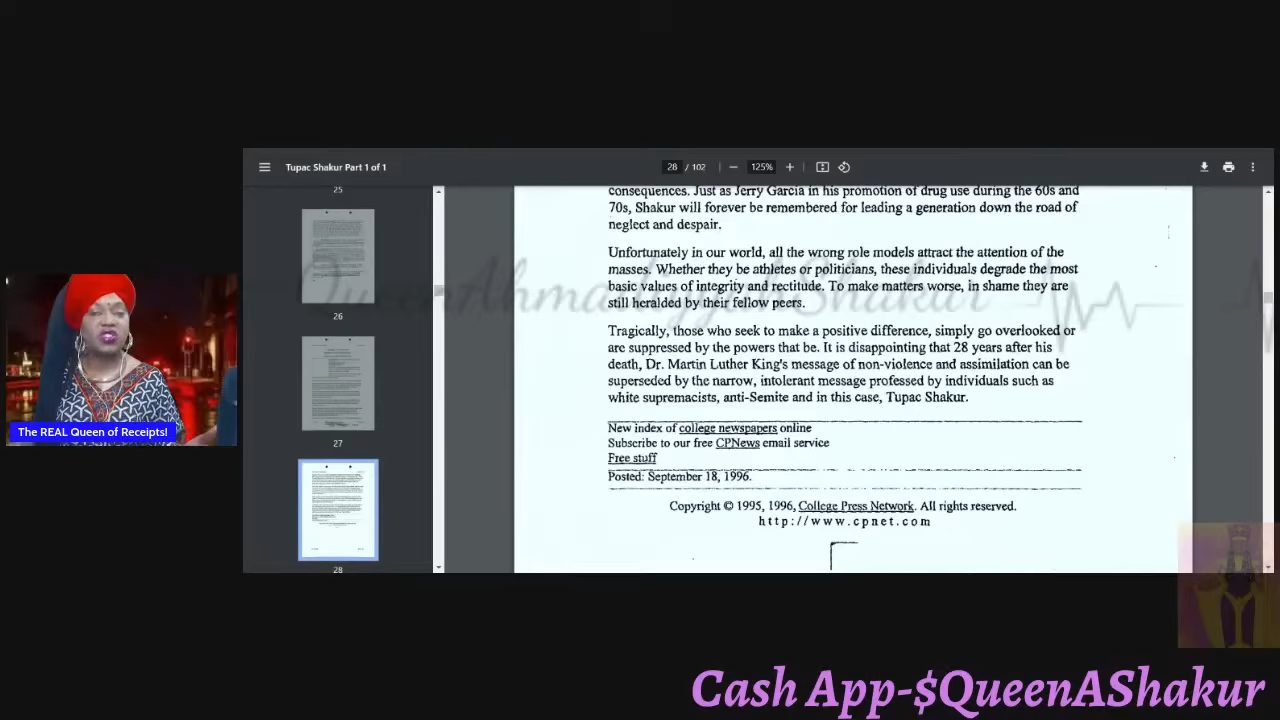 Tupac Shakur Part 1 of 1
28 / 102
125%
25
26
27
28
consequences. Just as Jerry Garcia in his promotion of drug use during the 60s and
70s, Shakur will forever be remembered for leading a generation down the road of
neglect and despair.
Unfortunately in our world, all the wrong role models attract the attention of the
masses. Whether they be athletes or politicians, these individuals degrade the most
basic values of integrity and rectitude. To make matters worse, in shame they are
still heralded by their fellow peers.
Tragically, those who seek to make a positive difference, simply go overlooked or
are suppressed by the powers that be. It is disappointing that 28 years after his
death, Dr. Martin Luther King's message of non-violence and assimilation can be
superseded by the narrow, intolerant message professed by individuals such as
white supremacists, anti-Semite and in this case, Tupac Shakur.
New index of college newspapers online
Subscribe to our free CPNews email service
Free stuff
Posted: September 18, 1996
Copyright © 1995, 1996, College Press Network. All rights reserved.
http://www.cpnet.com
The REAL Queen of Receipts!
Cash App-$QueenAShakur